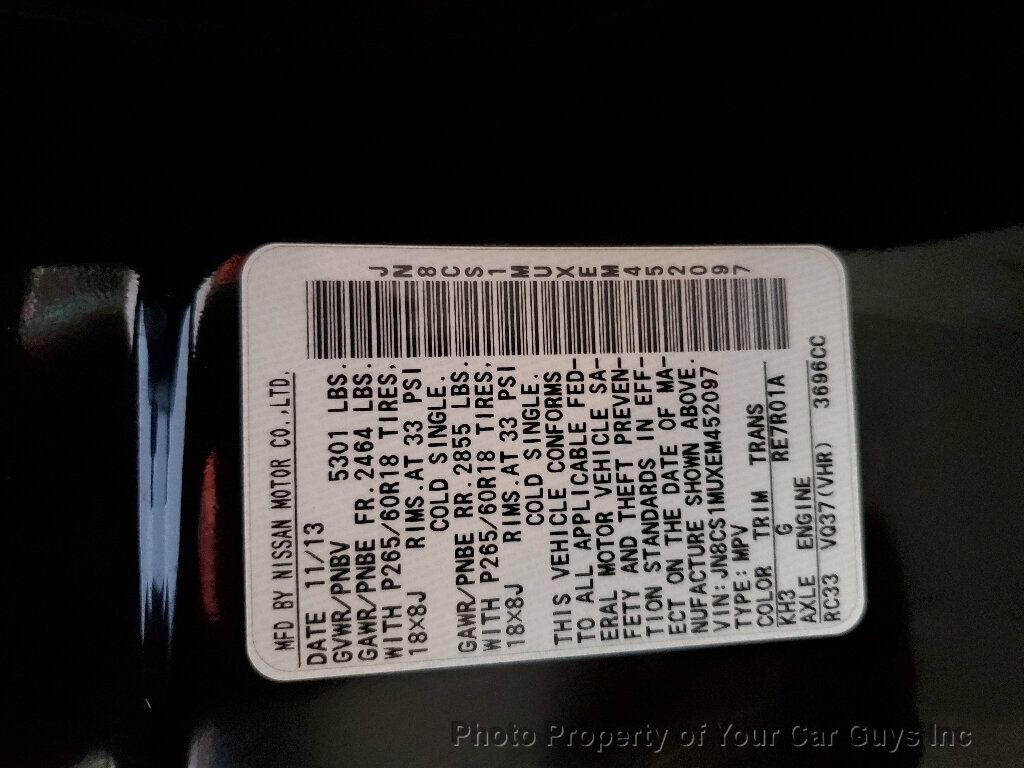 MFD BY NISSAN MOTOR CO.,LTD.
DATE 11/13
GVWR/PNBV 5301 LBS.
GAWR/PNBE FR. 2464 LBS.
WITH P265/60R18 TIRES,
18X8J RIMS.AT 33 PSI
COLD SINGLE.
GAWR/PNBE RR. 2855 LBS.
WITH P265/60R18 TIRES,
18X8J RIMS.AT 33 PSI
COLD SINGLE.
THIS VEHICLE CONFORMS
TO ALL APPLICABLE FED-
ERAL MOTOR VEHICLE SA-
FETY AND THEFT PREVEN-
TION STANDARDS IN EFF-
ECT ON THE DATE OF MA-
NUFACTURE SHOWN ABOVE.
VIN:JN8CS1MUXEM452097
TYPE:MPV
COLOR TRIM TRANS
KH3 G RE7R01A
AXLE ENGINE
RC33 VQ37(VHR) 3696CC
JN8CS1MUXEM452097
Photo Property of Your Car Guys Inc